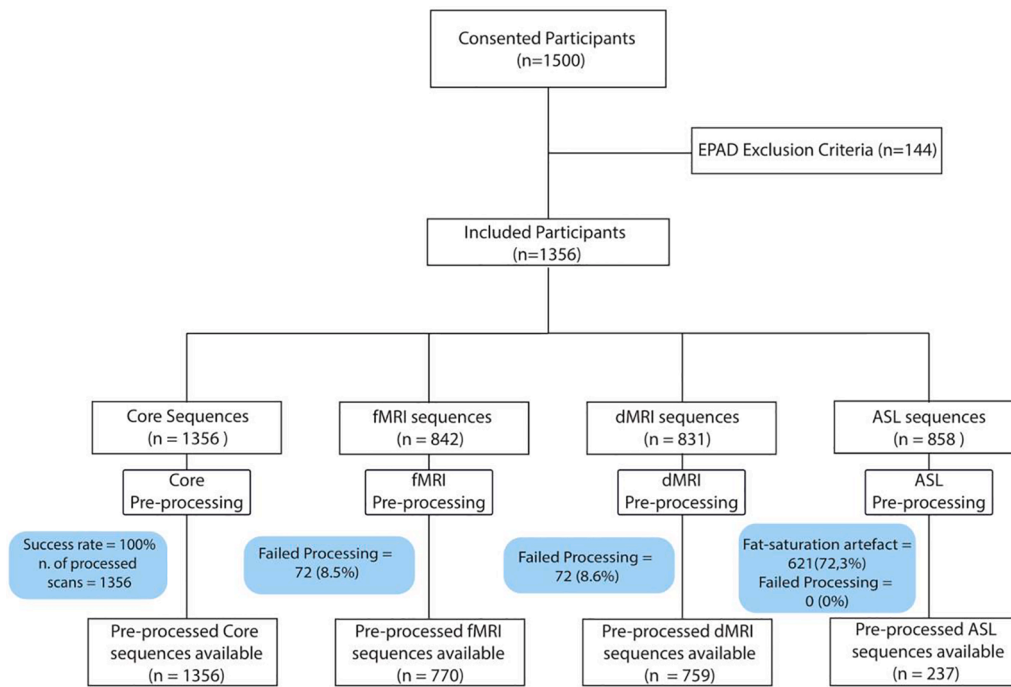 Consented Participants
(n=1500)
EPAD Exclusion Criteria (n=144)
Included Participants
(n=1356)
Core Sequences
(n = 1356 )
fMRI sequences
(n = 842)
dMRI sequences
(n = 831)
ASL sequences
(n = 858 )
Core
Pre-processing
fMRI
Pre-processing
dMRI
Pre-processing
ASL
Pre-processing
Success rate = 100%
n. of processed
scans = 1356
Failed Processing =
72 (8.5%)
Failed Processing =
72 (8.6%)
Fat-saturation artefact =
621(72,3%)
Failed Processing =
0 (0%)
Pre-processed Core
sequences available
(n = 1356)
Pre-processed fMRI
sequences available
(n = 770)
Pre-processed dMRI
sequences available
(n = 759)
Pre-processed ASL
sequences available
(n = 237)